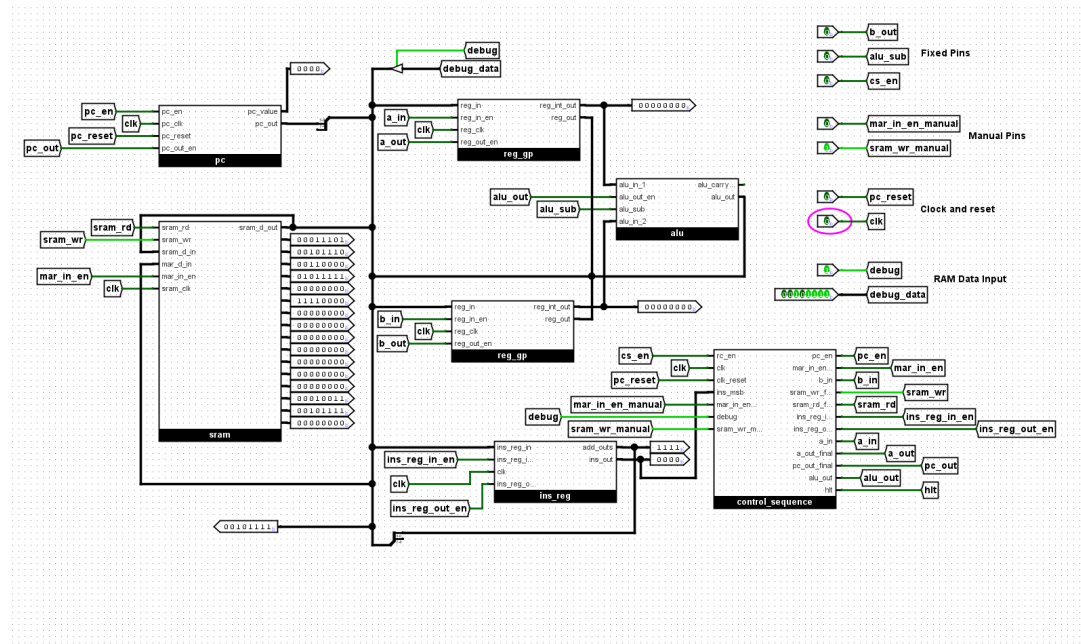 debug
debug_data
0000
pc_en
clk
pc_reset
pc_out
pc_en
pc_clk
pc_reset
pc_out_en
pc_value
pc_out
pc
a_in
clk
a_out
reg_in
reg_in_en
reg_clk
reg_out_en
reg_int_out
reg_out
reg_gp
00000000
b_out
alu_sub
cs_en
Fixed Pins
mar_in_en_manual
sram_wr_manual
Manual Pins
pc_reset
clk
Clock and reset
debug
debug_data
RAM Data Input
alu_out
alu_sub
alu_in_1
alu_out_en
alu_sub
alu_in_2
alu_carry...
alu_out
alu
sram_rd
sram_wr
mar_in_en
clk
sram_rd
sram_wr
sram_d_in
mar_d_in
mar_in_en
sram_clk
sram_d_out
sram
00011101
00101110
00110000
01011111
00000000
11110000
00000000
00000000
00000000
00000000
00000000
00000000
00000000
00010011
00101111
00000000
b_in
clk
b_out
reg_in
reg_in_en
reg_clk
reg_out_en
reg_int_out
reg_out
reg_gp
00000000
cs_en
clk
pc_reset
mar_in_en_manual
debug
sram_wr_manual
rc_en
clk
clk_reset
ins_msb
mar_in_en...
debug
sram_wr_m...
pc_en
mar_in_en...
b_in
sram_wr_f...
sram_rd_f...
ins_reg_i...
ins_reg_o...
a_in
a_out_final
pc_out_final
alu_out
hlt
control_sequence
pc_en
mar_in_en
b_in
sram_wr
sram_rd
ins_reg_in_en
ins_reg_out_en
a_in
a_out
pc_out
alu_out
hlt
ins_reg_in_en
clk
ins_reg_out_en
ins_reg_in
ins_reg_i...
clk
ins_reg_o...
add_outs
ins_out
ins_reg
1111
0000
00101111